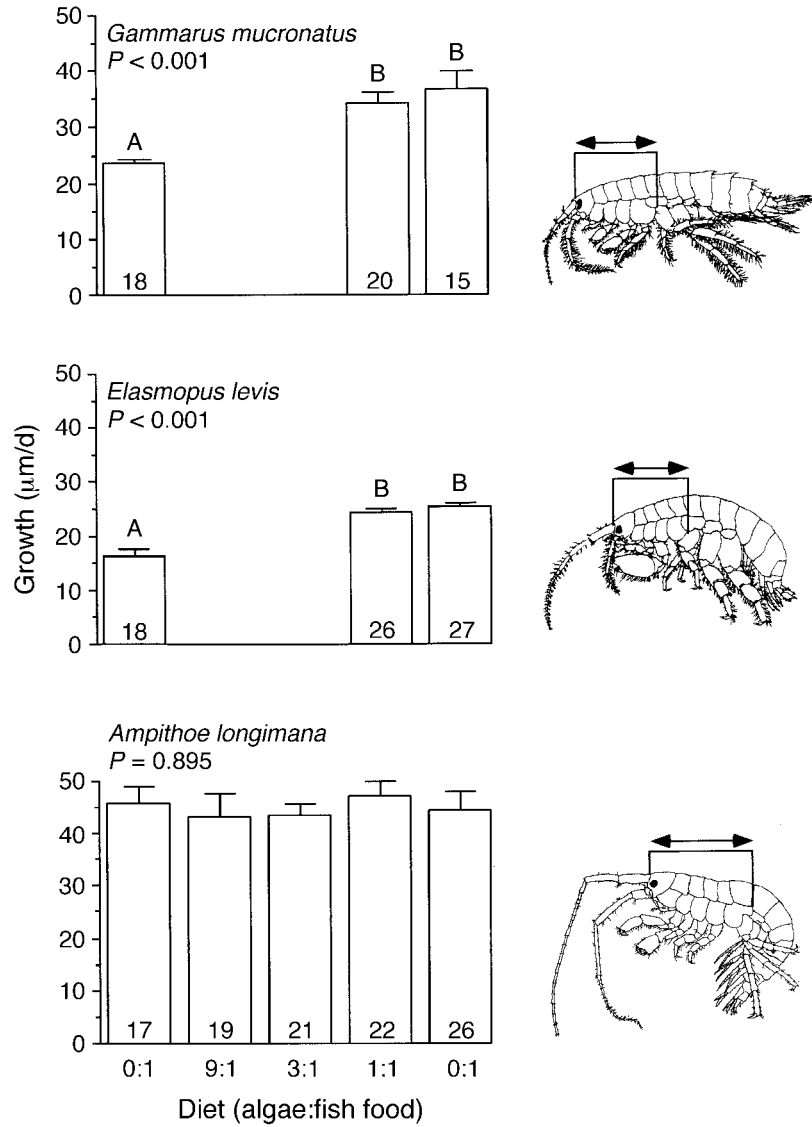 Gammarus mucronatus
P < 0.001
50
40
30
20
10
0
A
B
B
18
20
15
Elasmopus levis
P < 0.001
50
40
30
20
10
0
A
B
B
18
26
27
Growth (μm/d)
Ampithoe longimana
P = 0.895
50
40
30
20
10
0
17
19
21
22
26
0:1
9:1
3:1
1:1
0:1
Diet (algae:fish food)